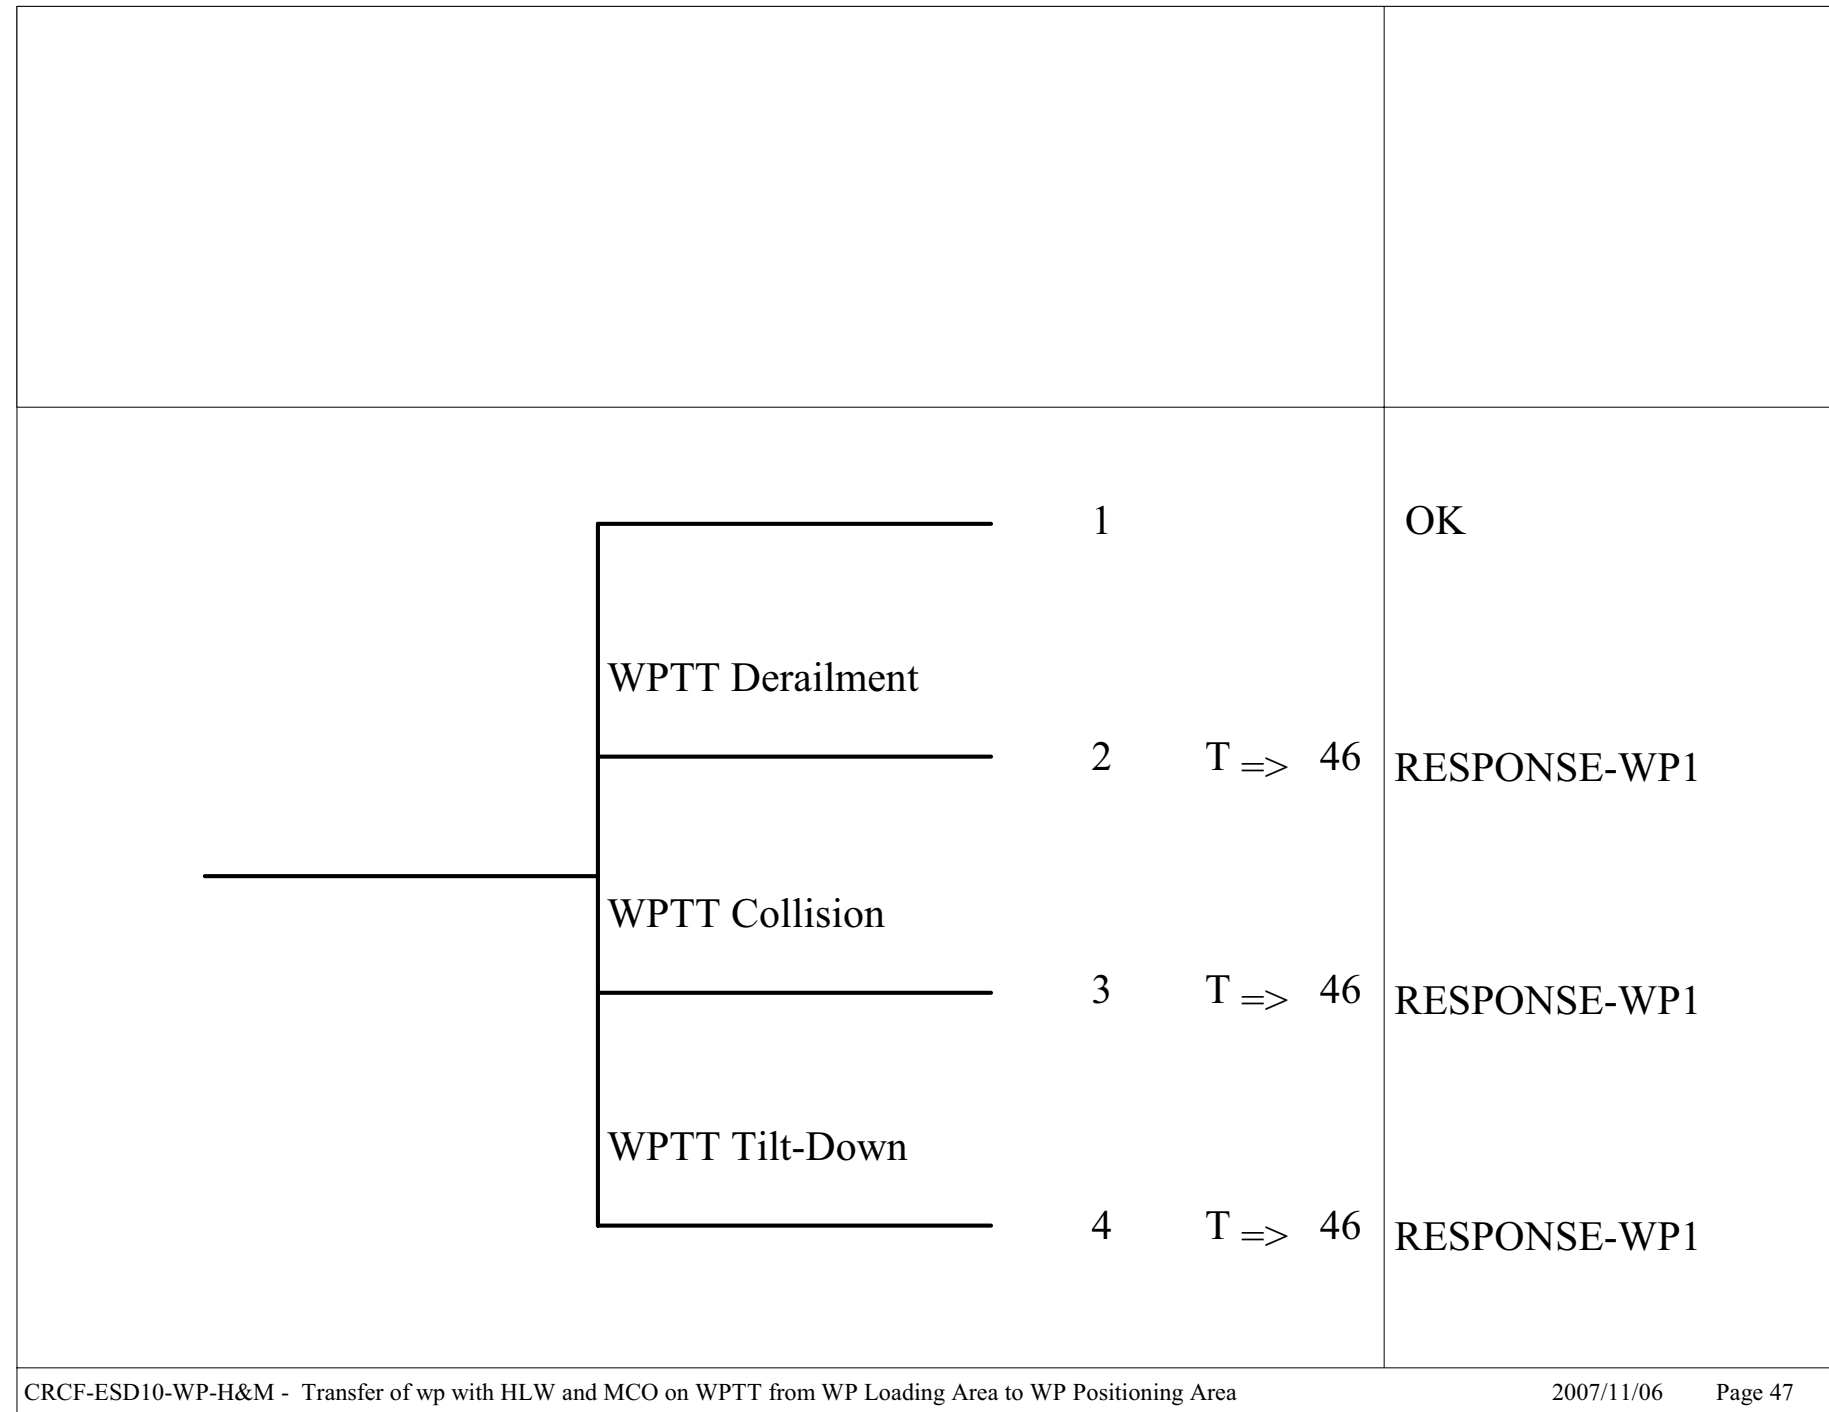 1 OK
WPTT Derailment
2 T => 46 RESPONSE-WP1
WPTT Collision
3 T => 46 RESPONSE-WP1
WPTT Tilt-Down
4 T => 46 RESPONSE-WP1
CRCF-ESD10-WP-H&M - Transfer of wp with HLW and MCO on WPTT from WP Loading Area to WP Positioning Area 2007/11/06 Page 47